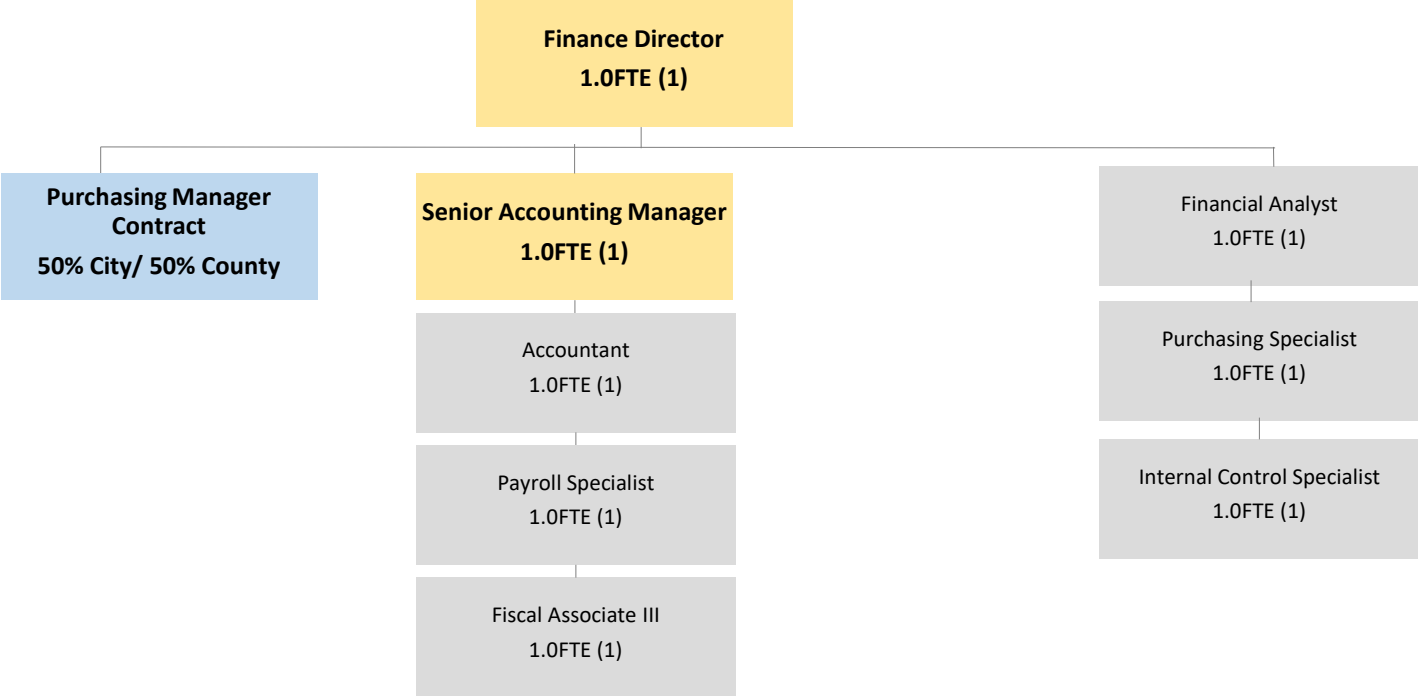 Finance Director
1.0FTE (1)
Purchasing Manager
Contract
50% City/ 50% County
Senior Accounting Manager
1.0FTE (1)
Accountant
1.0FTE (1)
Payroll Specialist
1.0FTE (1)
Fiscal Associate III
1.0FTE (1)
Financial Analyst
1.0FTE (1)
Purchasing Specialist
1.0FTE (1)
Internal Control Specialist
1.0FTE (1)